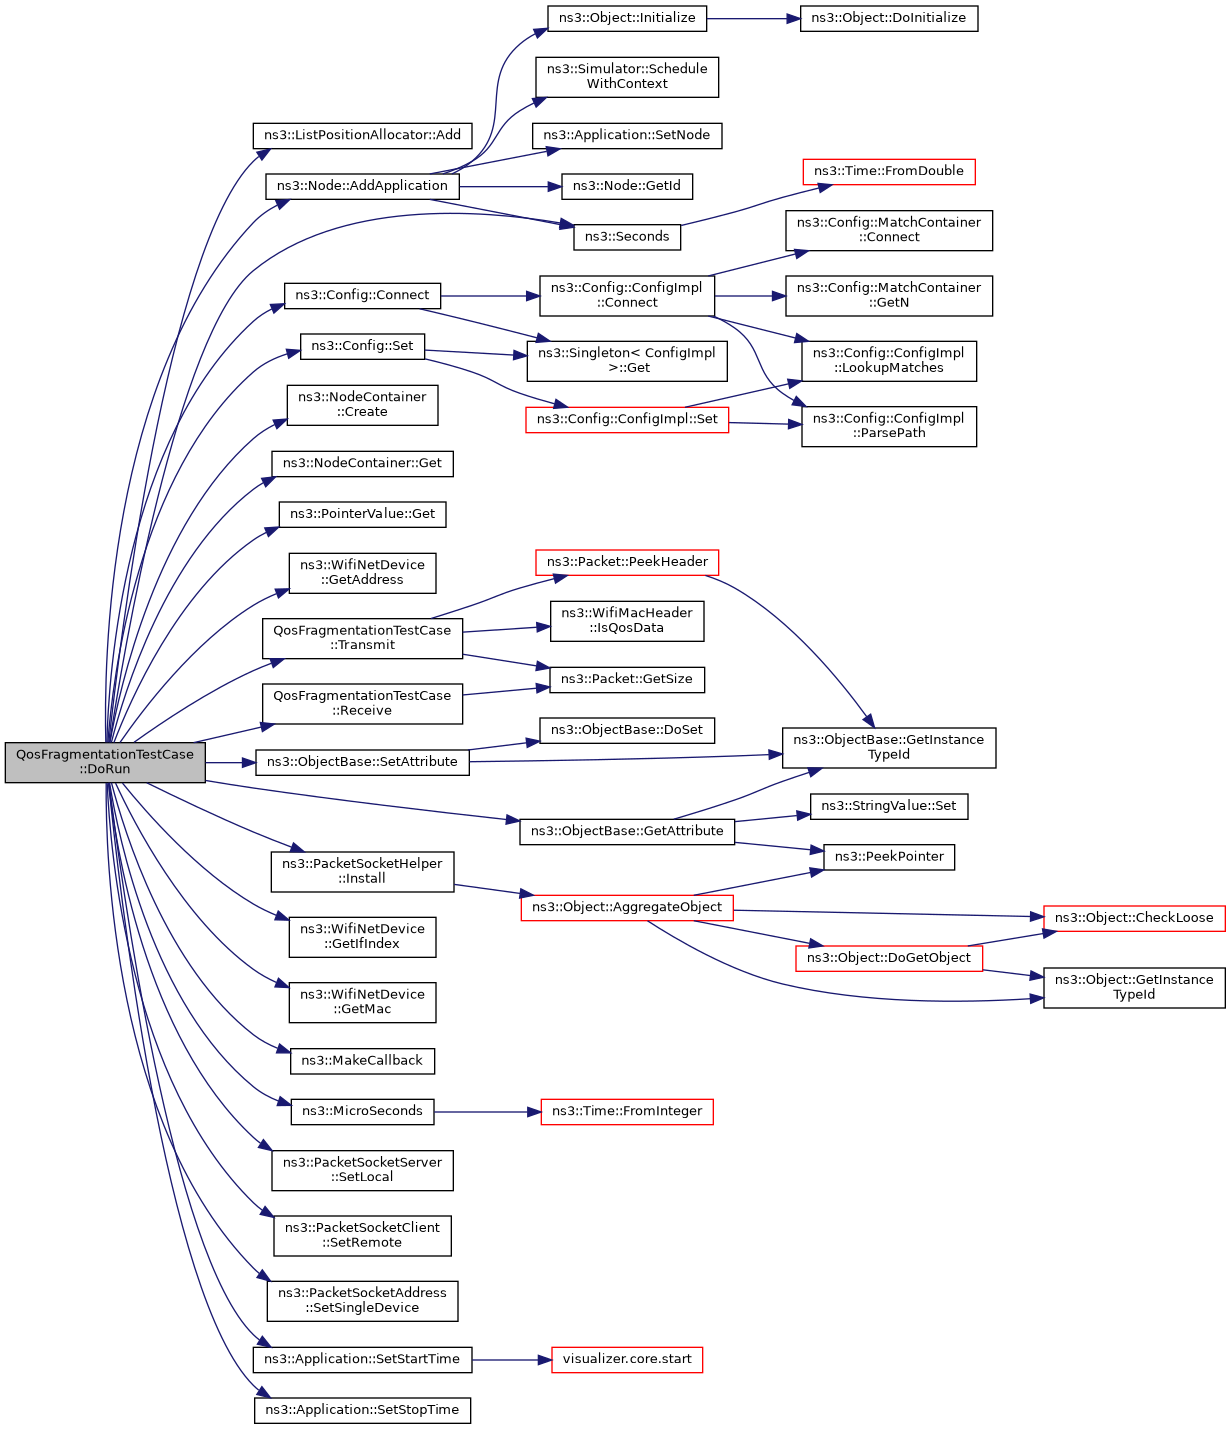 ns3::Object::Initialize
ns3::Object::DoInitialize
ns3::Simulator::Schedule
WithContext
ns3::ListPositionAllocator::Add
ns3::Application::SetNode
ns3::Time::FromDouble
ns3::Node::AddApplication
ns3::Node::GetId
ns3::Seconds
ns3::Config::MatchContainer
::Connect
ns3::Config::Connect
ns3::Config::ConfigImpl
::Connect
ns3::Config::MatchContainer
::GetN
ns3::Config::Set
ns3::Singleton< ConfigImpl
>::Get
ns3::Config::ConfigImpl
::LookupMatches
ns3::NodeContainer
::Create
ns3::Config::ConfigImpl::Set
ns3::Config::ConfigImpl
::ParsePath
ns3::NodeContainer::Get
ns3::PointerValue::Get
ns3::WifiNetDevice
::GetAddress
ns3::Packet::PeekHeader
QosFragmentationTestCase
::Transmit
ns3::WifiMacHeader
::IsQosData
ns3::Packet::GetSize
QosFragmentationTestCase
::Receive
ns3::ObjectBase::DoSet
ns3::ObjectBase::GetInstance
TypeId
QosFragmentationTestCase
::DoRun
ns3::ObjectBase::SetAttribute
ns3::StringValue::Set
ns3::ObjectBase::GetAttribute
ns3::PeekPointer
ns3::PacketSocketHelper
::Install
ns3::Object::AggregateObject
ns3::Object::CheckLoose
ns3::WifiNetDevice
::GetIfIndex
ns3::Object::DoGetObject
ns3::Object::GetInstance
TypeId
ns3::WifiNetDevice
::GetMac
ns3::MakeCallback
ns3::MicroSeconds
ns3::Time::FromInteger
ns3::PacketSocketServer
::SetLocal
ns3::PacketSocketClient
::SetRemote
ns3::PacketSocketAddress
::SetSingleDevice
ns3::Application::SetStartTime
visualizer.core.start
ns3::Application::SetStopTime